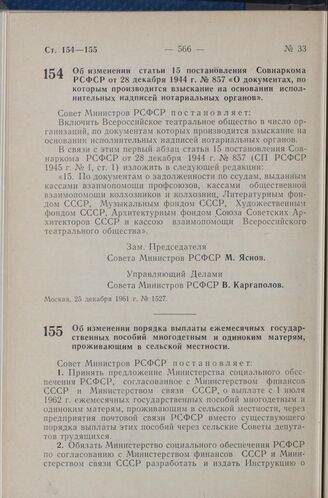 Ст. 154—155 — 566 — № 33
154 Об изменении статьи 15 постановления Совнаркома
РСФСР от 28 декабря 1944 г. № 857 «О документах, по
которым производится взыскание на основании испол-
нительных надписей нотариальных органов».
Совет Министров РСФСР постановляет:
Включить Всероссийское театральное общество в число ор-
ганизаций, по документам которых производится взыскание на
основании исполнительных надписей нотариальных органов.
В связи с этим первый абзац статьи 15 постановления Сов-
наркома РСФСР от 28 декабря 1944 г. № 857 (СП РСФСР
1945 г. № 1, ст. 1) изложить в следующей редакции:
«15. По документам о задолженности по ссудам, выданным
кассами взаимопомощи профсоюзов, кассами общественной
взаимопомощи колхозников и колхозниц, Литературным фон-
дом СССР, Музыкальным фондом СССР, Художественным
фондом СССР, Архитектурным фондом Союза Советских Ар-
хитекторов СССР и кассою взаимопомощи Всероссийского
театрального общества».
Зам. Председателя
Совета Министров РСФСР М. Яснов.
Управляющий Делами
Совета Министров РСФСР В. Каргаполов.
Москва, 25 декабря 1961 г. № 1527.
155 Об изменении порядка выплаты ежемесячных государ-
ственных пособий многодетным и одиноким матерям,
проживающим в сельской местности.
Совет Министров РСФСР постановляет:
1. Принять предложение Министерства социального обес-
печения РСФСР, согласованное с Министерством финансов
СССР и Министерством связи СССР, о выплате с 1 июля
1962 г. ежемесячных государственных пособий многодетным и
одиноким матерям, проживающим в сельской местности, через
предприятия почтовой связи РСФСР вместо существующего
порядка выплаты этих пособий через сельские Советы депута-
тов трудящихся.
2. Обязать Министерство социального обеспечения РСФСР
по согласованию с Министерством финансов СССР и Мини-
стерством связи СССР разработать и издать Инструкцию о